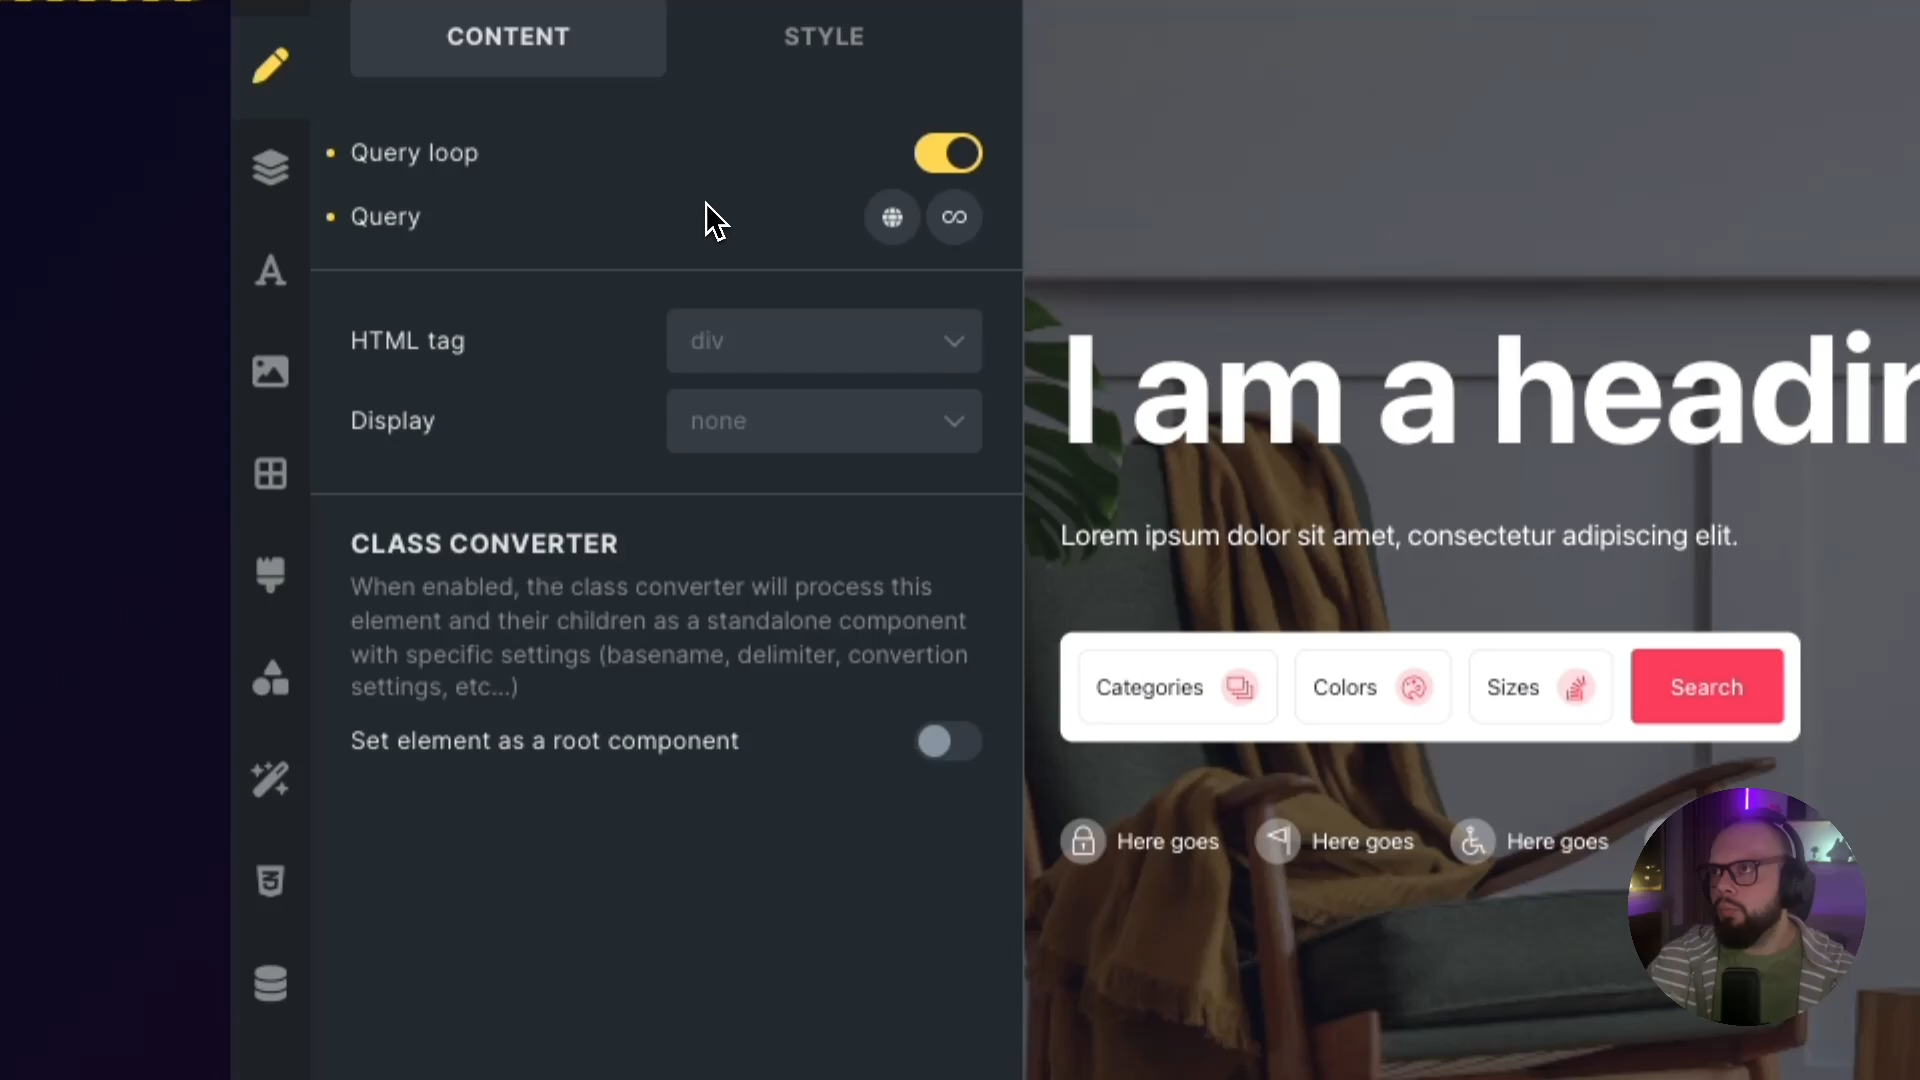 CONTENT
STYLE
Query loop
Query
HTML tag
div
Display
none
CLASS CONVERTER
When enabled, the class converter will process this
element and their children as a standalone component
with specific settings (basename, delimiter, convertion
settings, etc...)
Set element as a root component
I am a headin
Lorem ipsum dolor sit amet, consectetur adipiscing elit.
Categories
Colors
Sizes
Search
Here goes
Here goes
Here goes